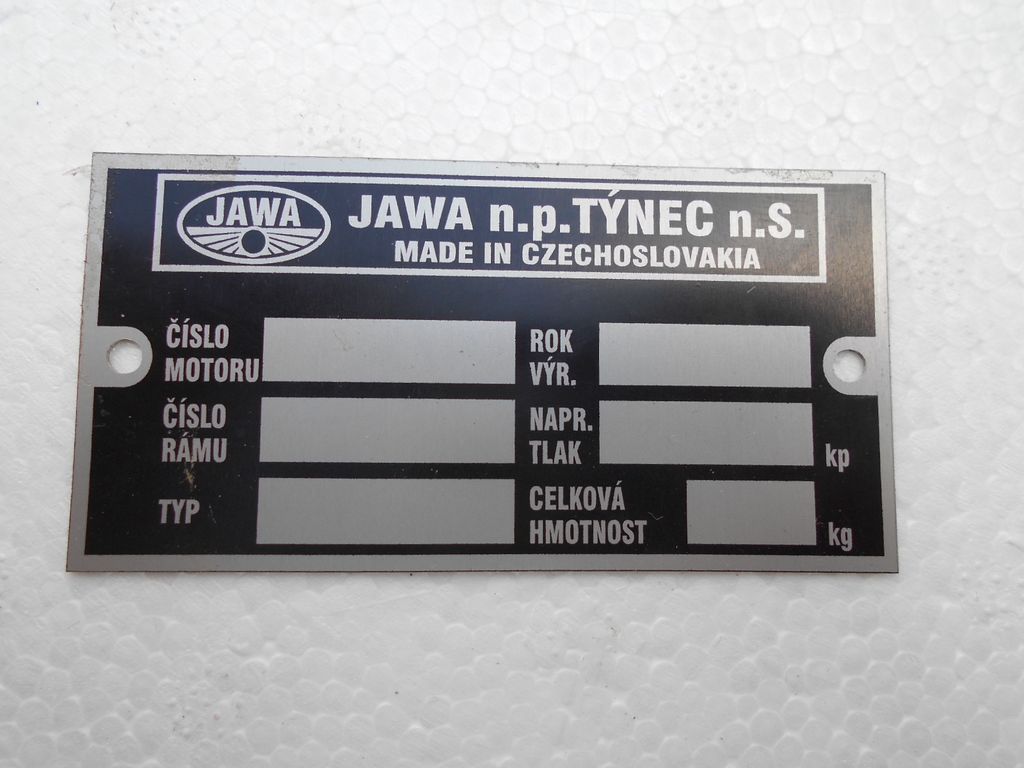 JAWA
JAWA n.p.TÝNEC n.S.
MADE IN CZECHOSLOVAKIA
ČÍSLO
MOTORU
ROK
VÝR.
ČÍSLO
RÁMU
NAPR.
TLAK
kp
TYP
CELKOVÁ
HMOTNOST
kg